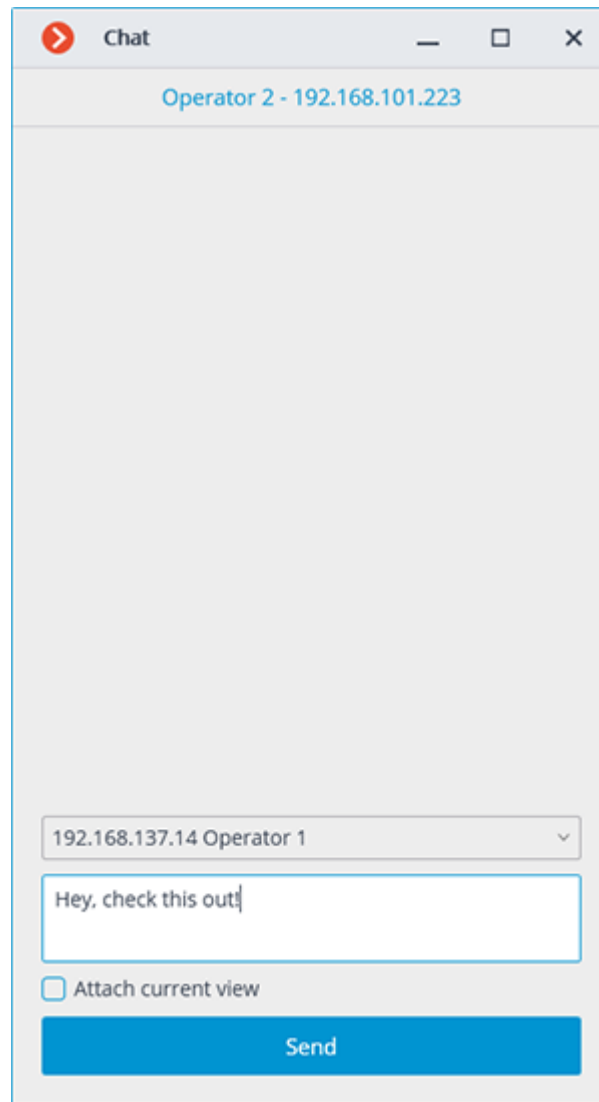 Chat
Operator 2 - 192.168.101.223
192.168.137.14 Operator 1
Hey, check this out!
Attach current view
Send